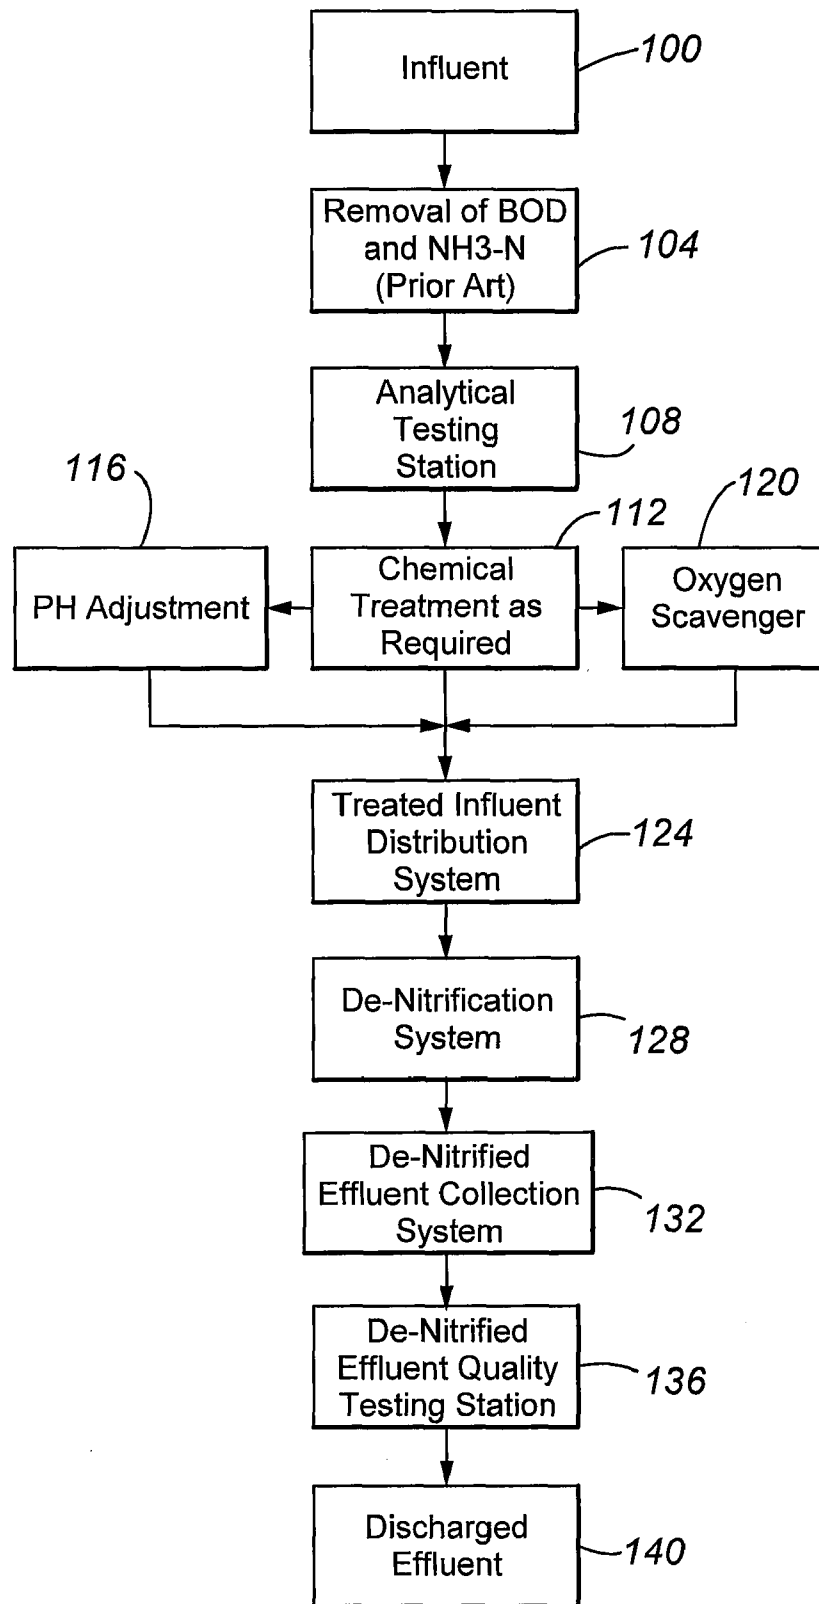 Influent
100
Removal of BOD
and NH3-N
(Prior Art)
104
Analytical
Testing
Station
108
116
112
120
PH Adjustment
Chemical
Treatment as
Required
Oxygen
Scavenger
Treated Influent
Distribution
System
124
De-Nitrification
System
128
De-Nitrified
Effluent Collection
System
132
De-Nitrified
Effluent Quality
Testing Station
136
Discharged
Effluent
140